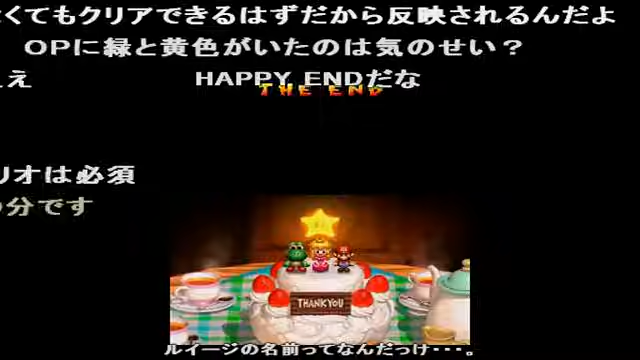 くてもクリアできるはずだから反映されるんだよ
OPに緑と黄色がいたのは気のせい？
え
HAPPY ENDだな
THE END
リオは必須
分です
THANK YOU
ルイージの名前ってなんだっけ・・・。